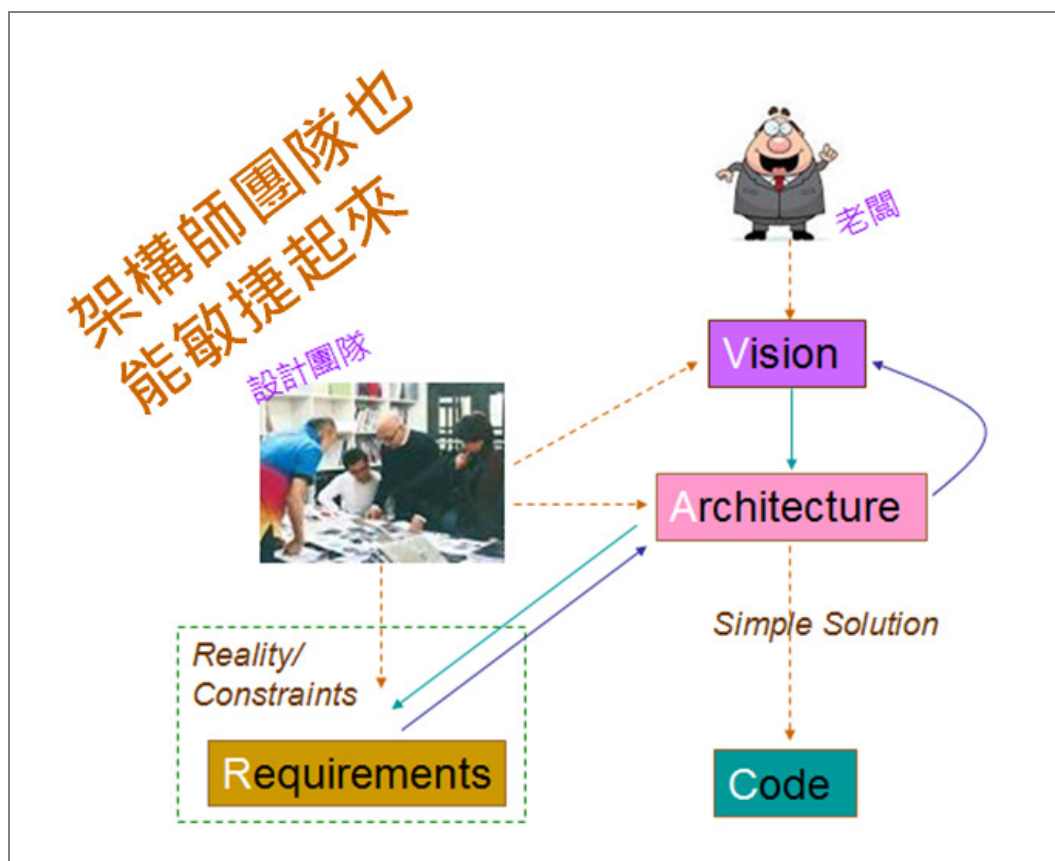 架構師團隊也
能敏捷起來
老闆
設計團隊
Vision
Architecture
Simple Solution
Reality/
Constraints
Requirements
Code